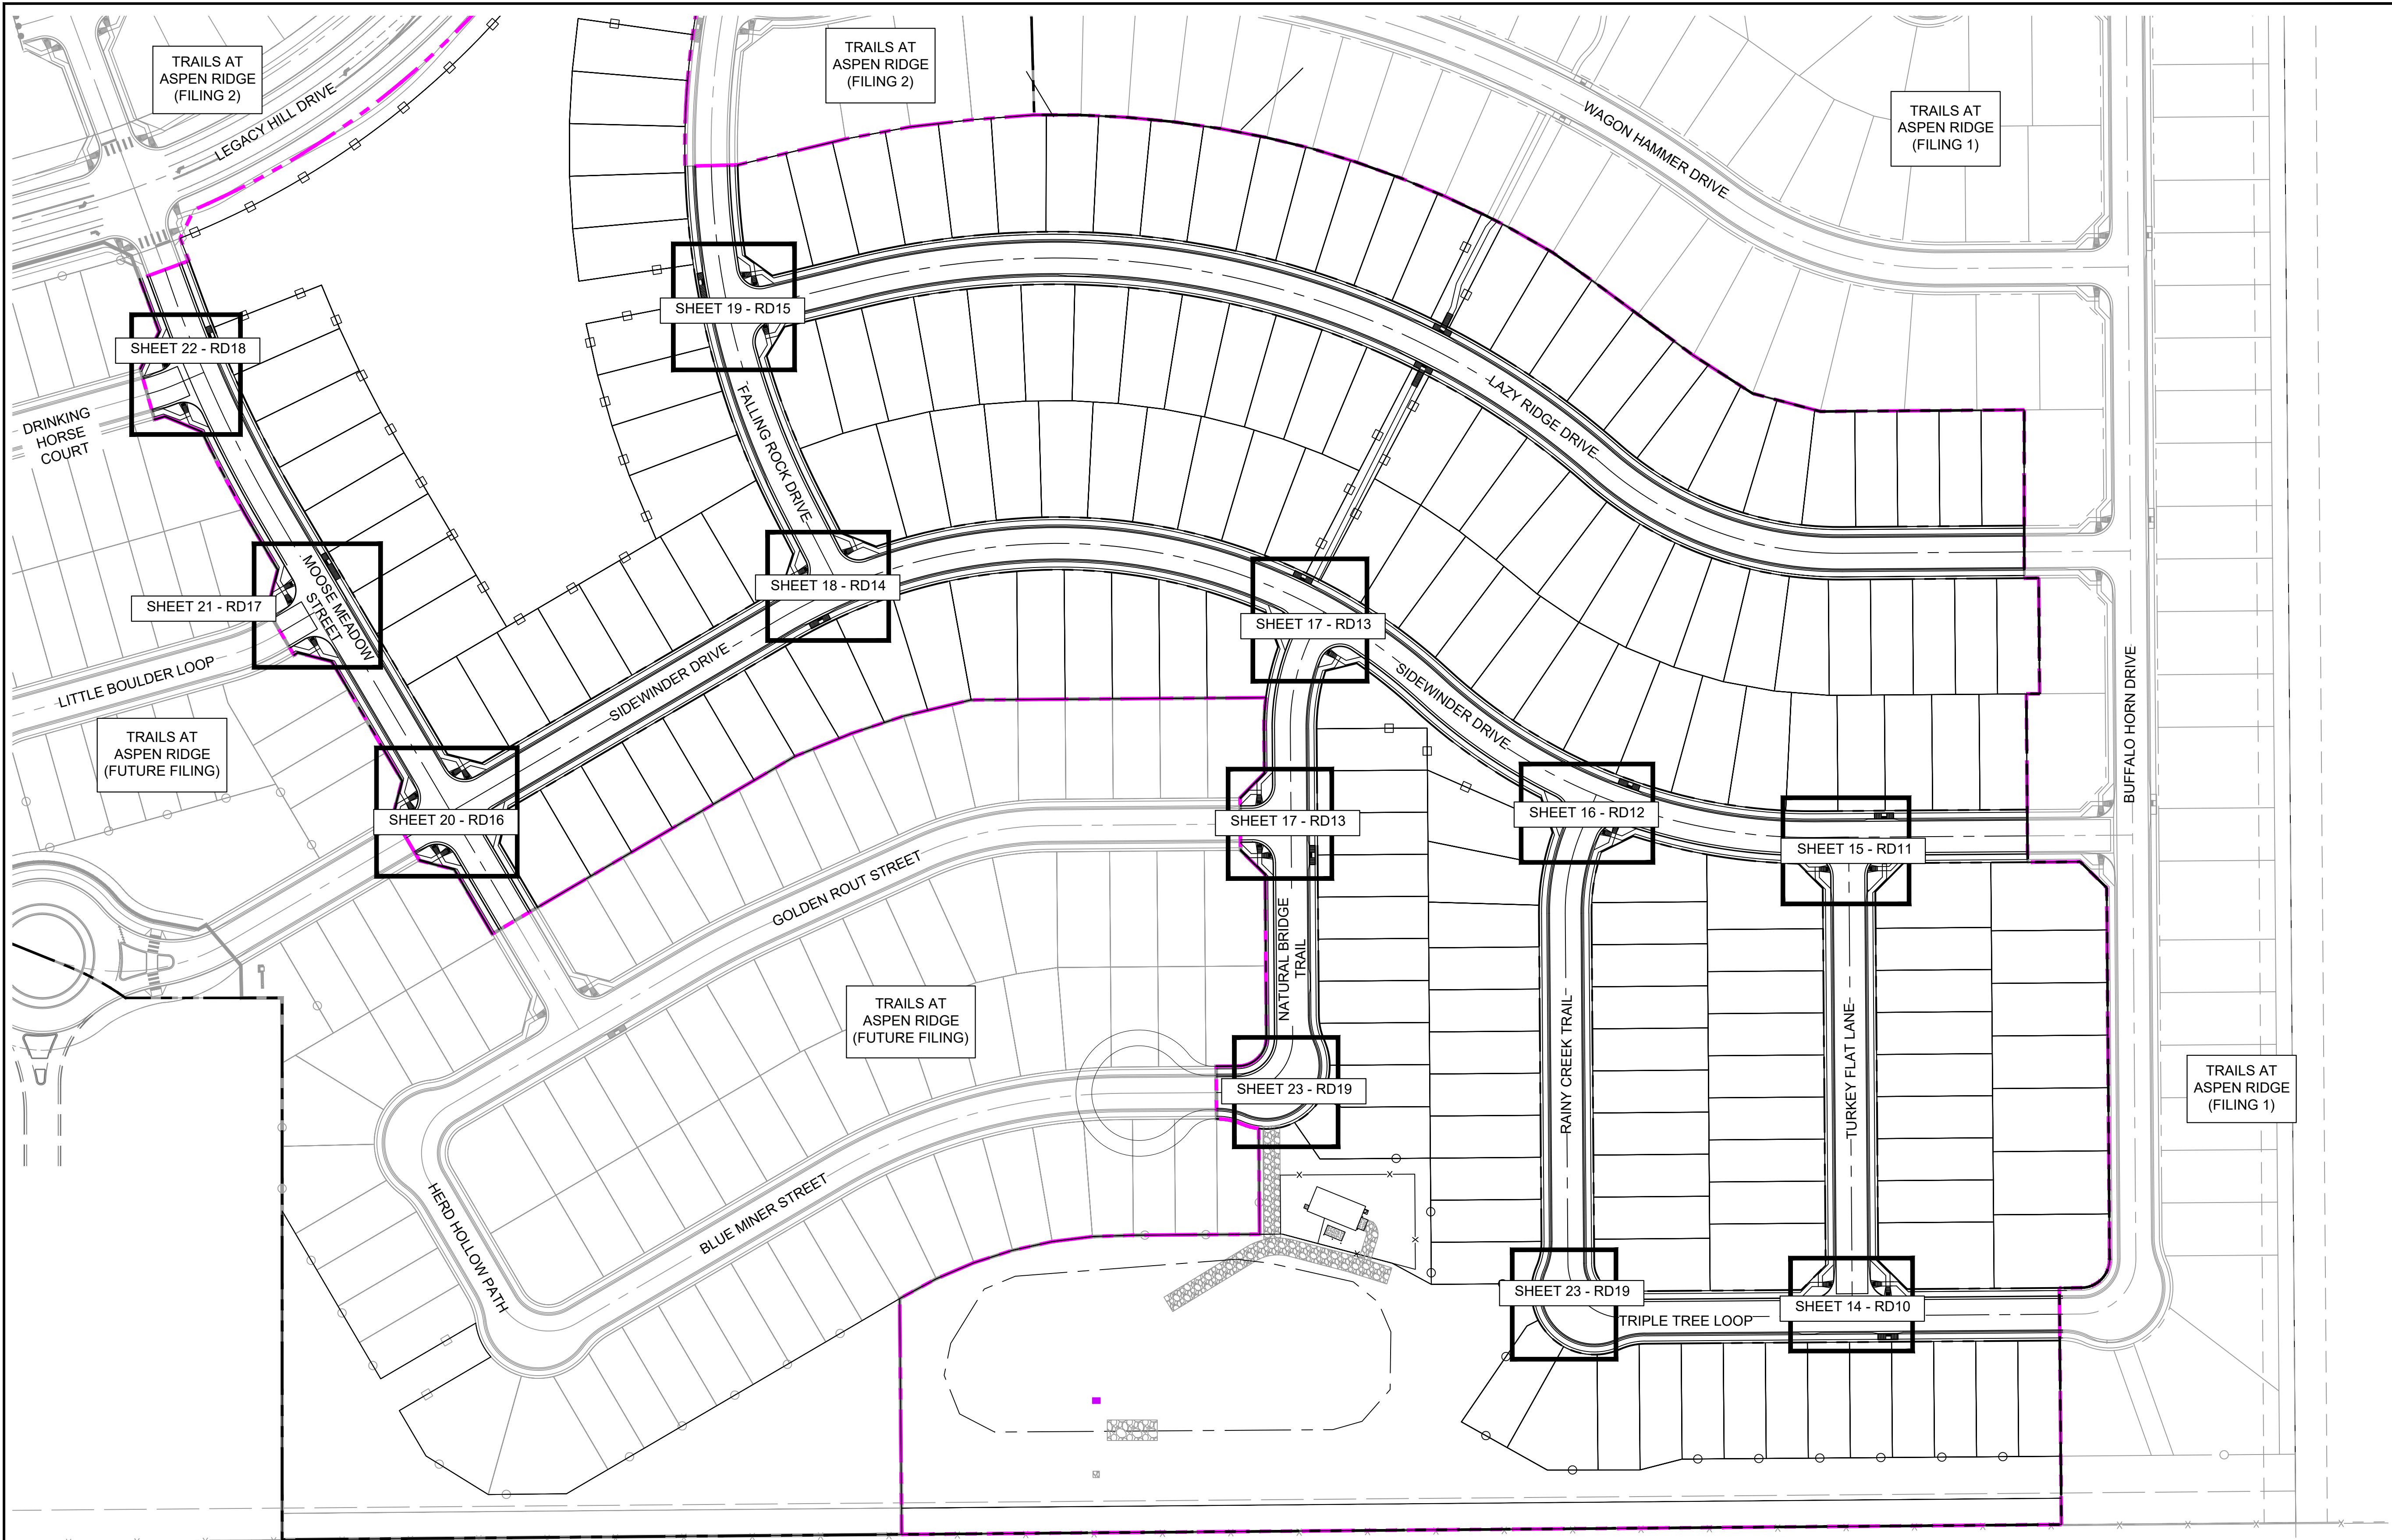 TRAILS AT
ASPEN RIDGE
(FILING 2)
LEGACY HILL DRIVE
TRAILS AT
ASPEN RIDGE
(FILING 2)
WAGON HAMMER DRIVE
TRAILS AT
ASPEN RIDGE
(FILING 1)
SHEET 19 - RD15
SHEET 22 - RD18
DRINKING
HORSE
COURT
FALLING ROCK DRIVE
LAZY RIDGE DRIVE
SHEET 18 - RD14
MOOSE MEADOW
STREET
SHEET 21 - RD17
SHEET 17 - RD13
LITTLE BOULDER LOOP
SIDEWINDER DRIVE
SIDEWINDER DRIVE
BUFFALO HORN DRIVE
TRAILS AT
ASPEN RIDGE
(FUTURE FILING)
SHEET 20 - RD16
SHEET 17 - RD13
SHEET 16 - RD12
SHEET 15 - RD11
GOLDEN ROUT STREET
NATURAL BRIDGE
TRAIL
TRAILS AT
ASPEN RIDGE
(FUTURE FILING)
RAINY CREEK TRAIL
TURKEY FLAT LANE
SHEET 23 - RD19
TRAILS AT
ASPEN RIDGE
(FILING 1)
HERD HOLLOW PATH
BLUE MINER STREET
SHEET 23 - RD19
SHEET 14 - RD10
TRIPLE TREE LOOP